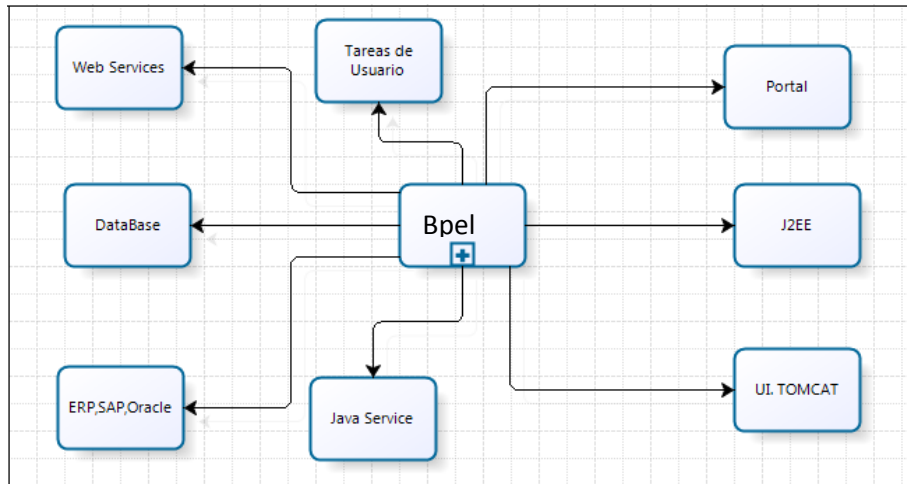 Web Services
Tareas de
Usuario
Portal
DataBase
Bpel
J2EE
ERP,SAP,Oracle
Java Service
UI. TOMCAT